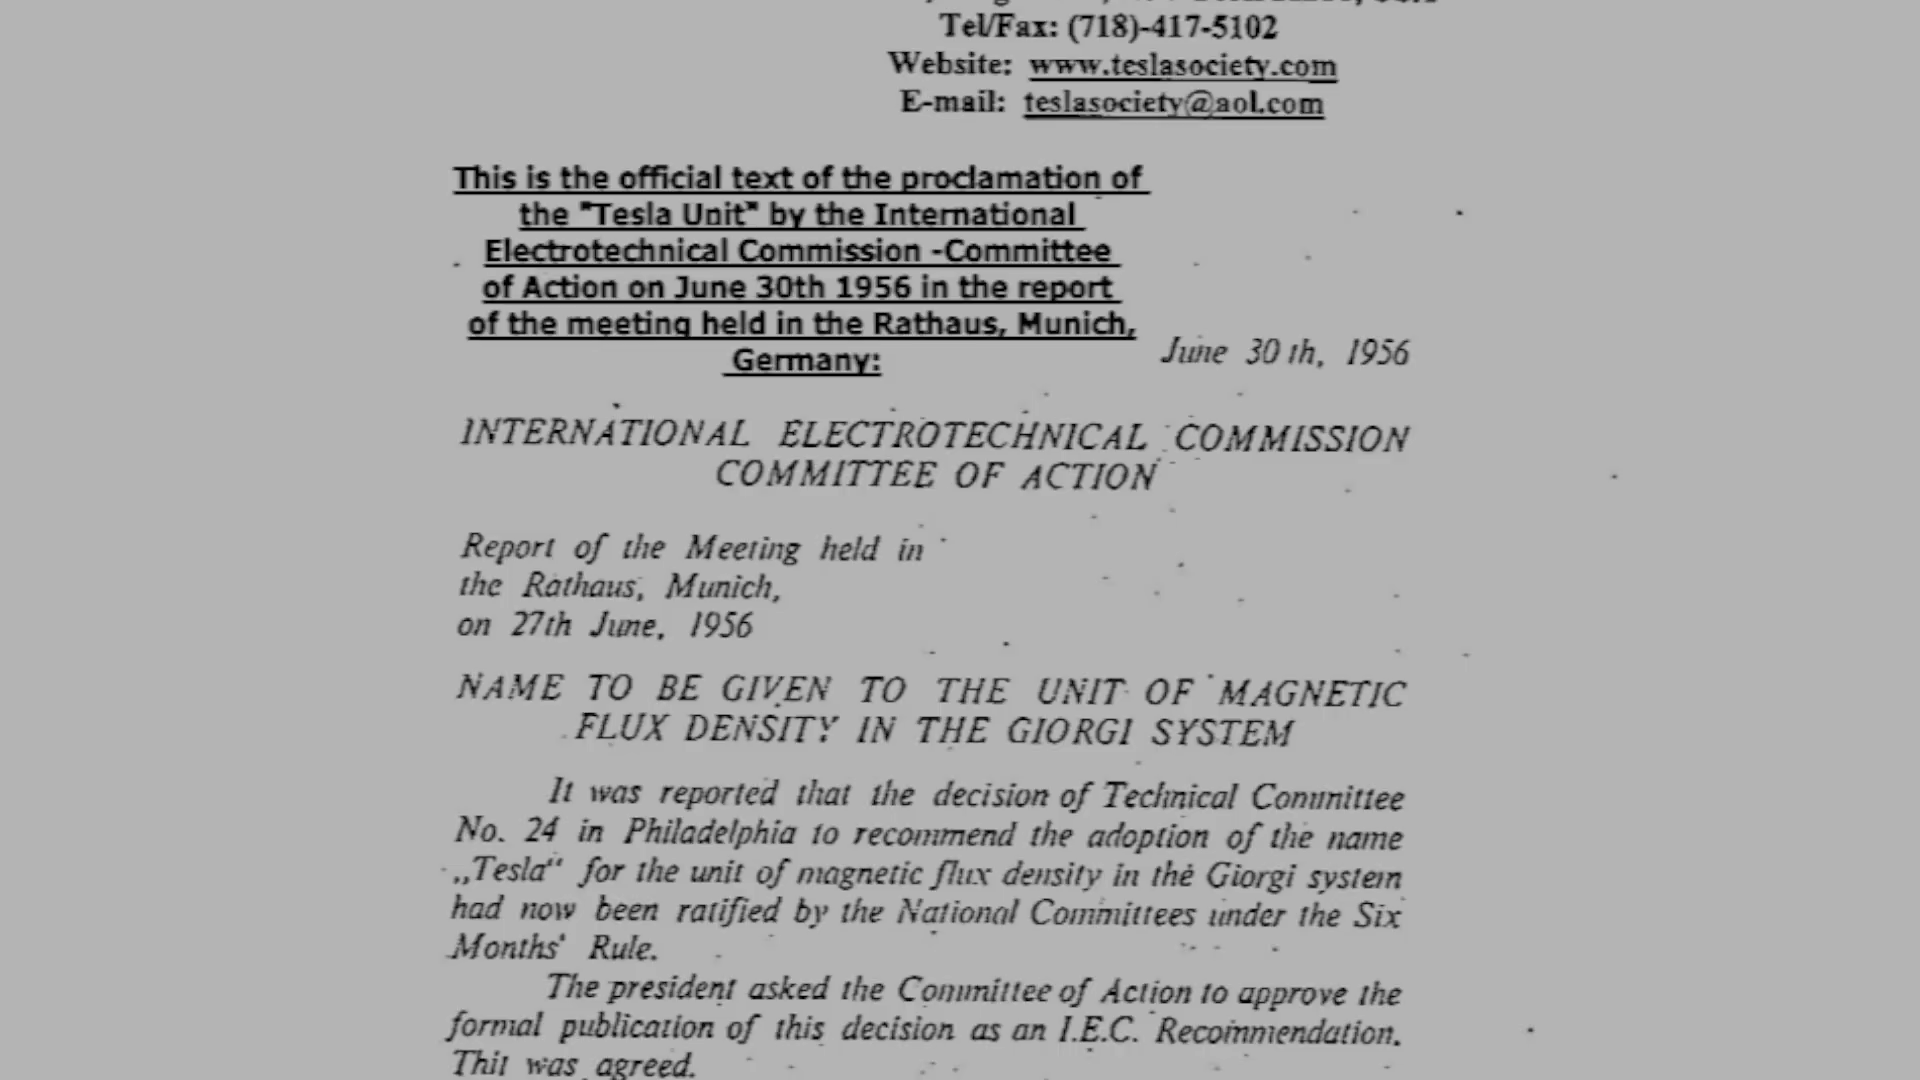 Tel/Fax: (718)-417-5102
Website: www.teslasociety.com
E-mail: teslasociety@aol.com
This is the official text of the proclamation of
the "Tesla Unit" by the International
Electrotechnical Commission -Committee
of Action on June 30th 1956 in the report
of the meeting held in the Rathaus, Munich,
Germany:
June 30 th, 1956
INTERNATIONAL ELECTROTECHNICAL COMMISSION
COMMITTEE OF ACTION
Report of the Meeting held in
the Rathaus, Munich,
on 27th June, 1956
NAME TO BE GIVEN TO THE UNIT OF MAGNETIC
FLUX DENSITY IN THE GIORGI SYSTEM
It was reported that the decision of Technical Committee
No. 24 in Philadelphia to recommend the adoption of the name
„Tesla“ for the unit of magnetic flux density in the Giorgi system
had now been ratified by the National Committees under the Six
Months' Rule.
The president asked the Committee of Action to approve the
formal publication of this decision as an I.E.C. Recommendation.
Thit was agreed.